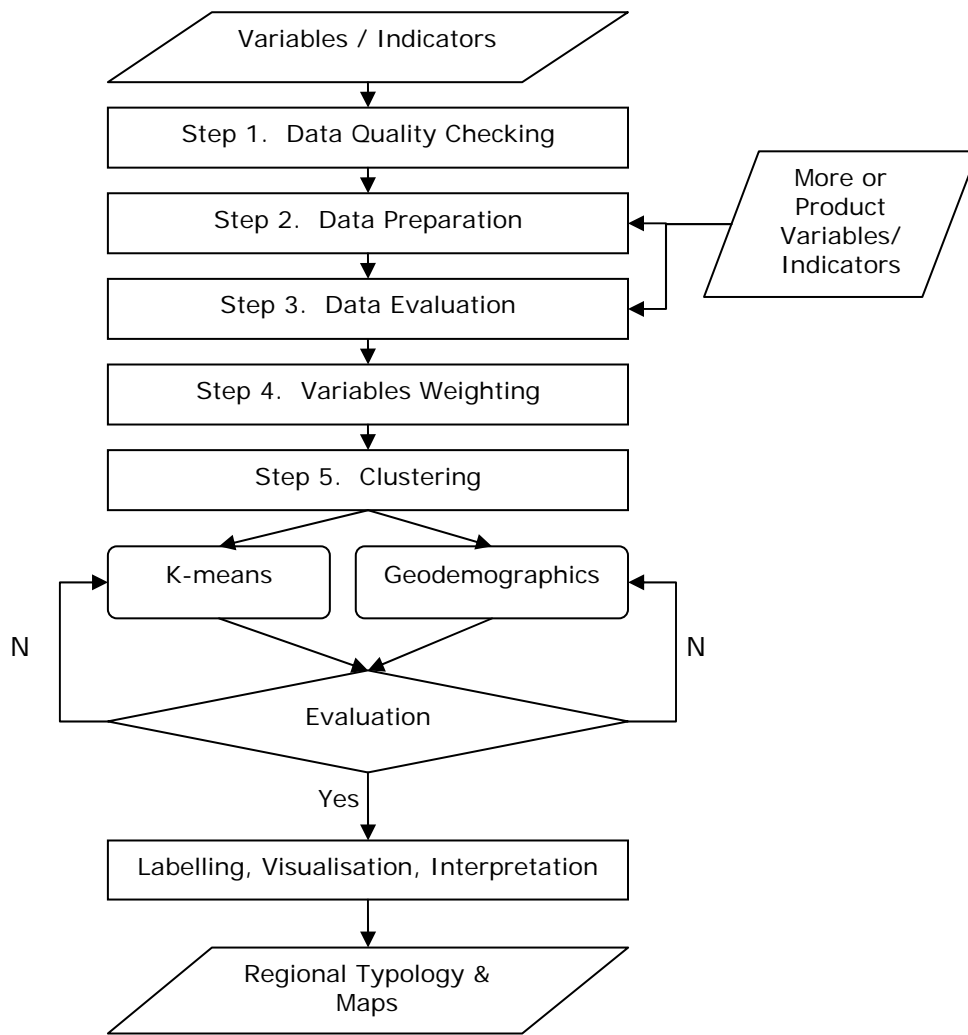 Variables / Indicators
Step 1.  Data Quality Checking
Step 2.  Data Preparation
More or
Product
Variables/
Indicators
Step 3.  Data Evaluation
Step 4.  Variables Weighting
Step 5.  Clustering
K-means
Geodemographics
N
N
Evaluation
Yes
Labelling, Visualisation, Interpretation
Regional Typology &
Maps